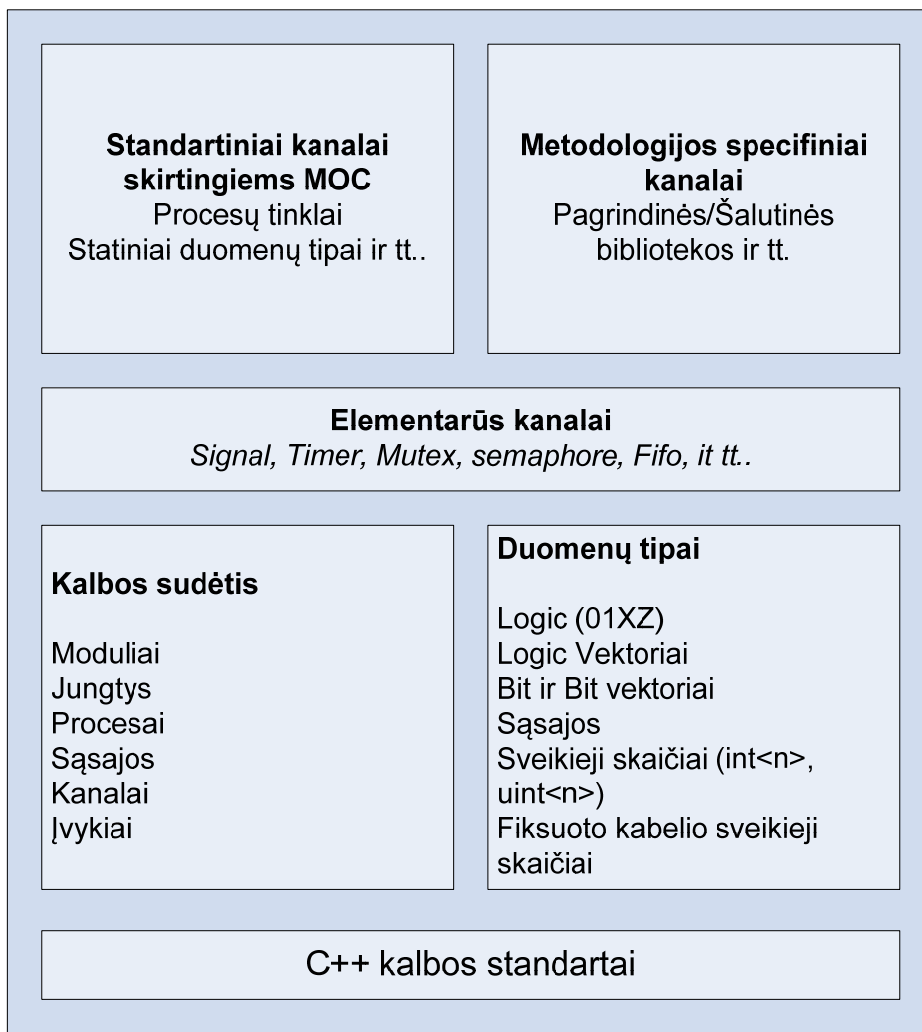 Standartiniai kanalai
skirtingiems MOC
Procesų tinklai
Statiniai duomenų tipai ir tt..
Metodologijos specifiniai
kanalai
Pagrindinės/Šalutinės
bibliotekos ir tt.
Elementarūs kanalai
Signal, Timer, Mutex, semaphore, Fifo, it tt..
Kalbos sudėtis
Moduliai
Jungtys
Procesai
Sąsajos
Kanalai
Įvykiai
Duomenų tipai
Logic (01XZ)
Logic Vektoriai
Bit ir Bit vektoriai
Sąsajos
Sveikieji skaičiai (int<n>,
uint<n>)
Fiksuoto kabelio sveikieji
skaičiai
C++ kalbos standartai